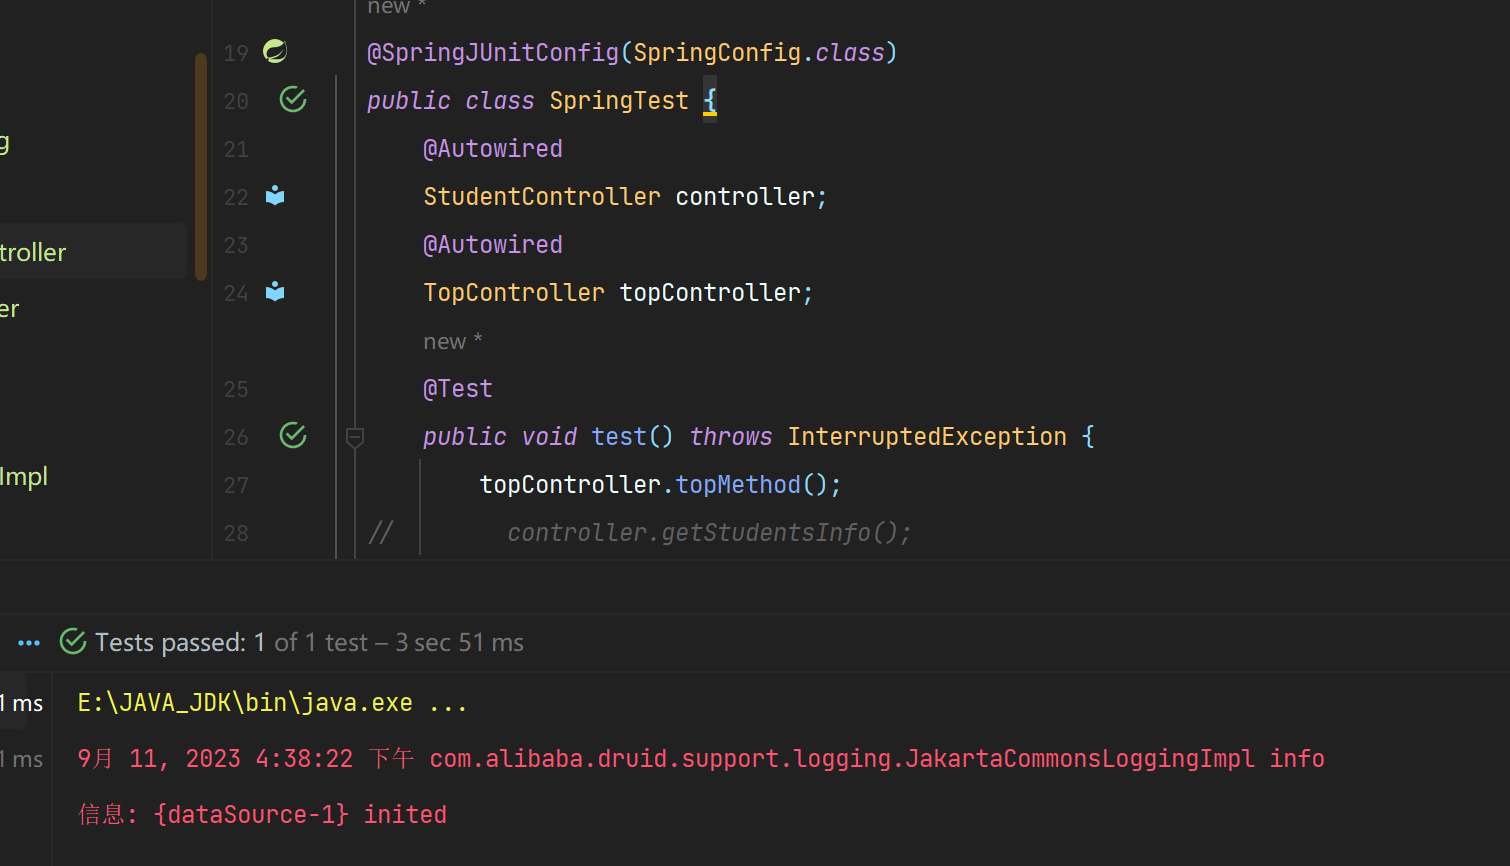 new *
19 @SpringJUnitConfig(SpringConfig.class)
20 public class SpringTest {
g
21 @Autowired
22 StudentController controller;
23 @Autowired
troller
24 TopController topController;
er
new *
25 @Test
26 public void test() throws InterruptedException {
Impl
27 topController.topMethod();
28 // controller.getStudentsInfo();
Tests passed: 1 of 1 test – 3 sec 51 ms
1 ms E:\JAVA_JDK\bin\java.exe ...
1 ms 9月 11, 2023 4:38:22 下午 com.alibaba.druid.support.logging.JakartaCommonsLoggingImpl info
信息: {dataSource-1} inited